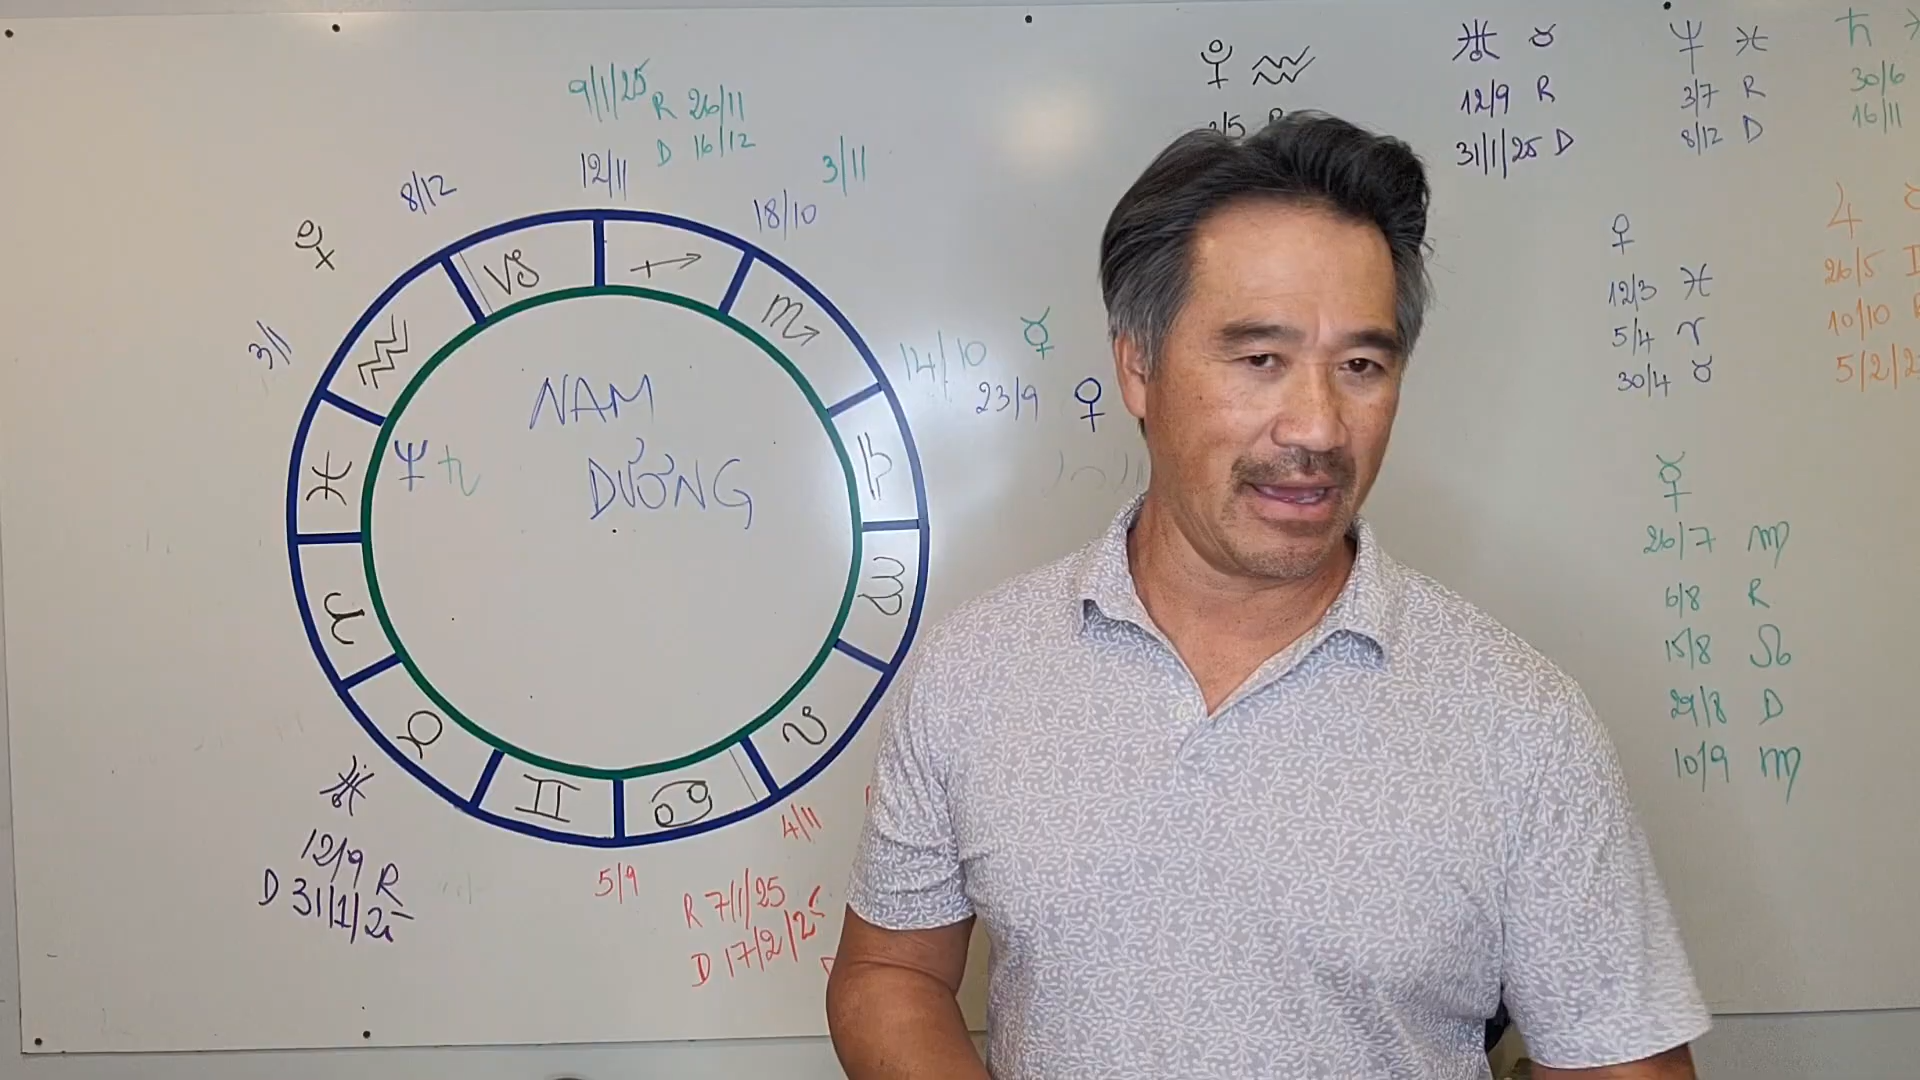 9/1/25
R 26/11
D 16/12
8/12
12/11
18/10
3/11
3/1
14/10 ☿
23/9 ♀
♑
♐
♏
♒
♎
♓
♍
♈
♌
♉
♊
♋
NAM
DƯƠNG
♆ ♄
♅
12/9 R
D 31/1/25
5/9
4/11
R 7/1/25
D 17/2/25
♒
♅ ♉
12/9 R
31/1/25 D
♆ ♓
3/7 R
8/12 D
♄
30/6
16/11
♀
12/3 ♓
5/4 ♈
30/4 ♉
♃
26/5
10/10
☿
26/7 ♍
6/8 R
15/8 ♌
29/8 D
10/9 ♍